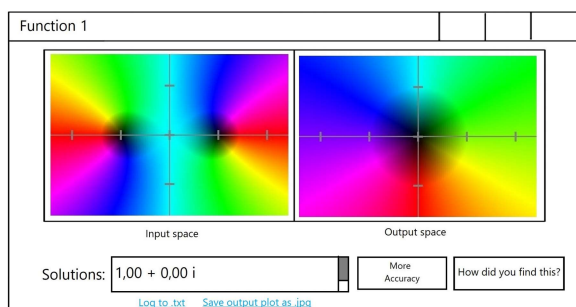 Function 1
Input space
Output space
Solutions:
1,00 + 0,00 i
More
Accuracy
How did you find this?
Log to .txt
Save output plot as .jpg